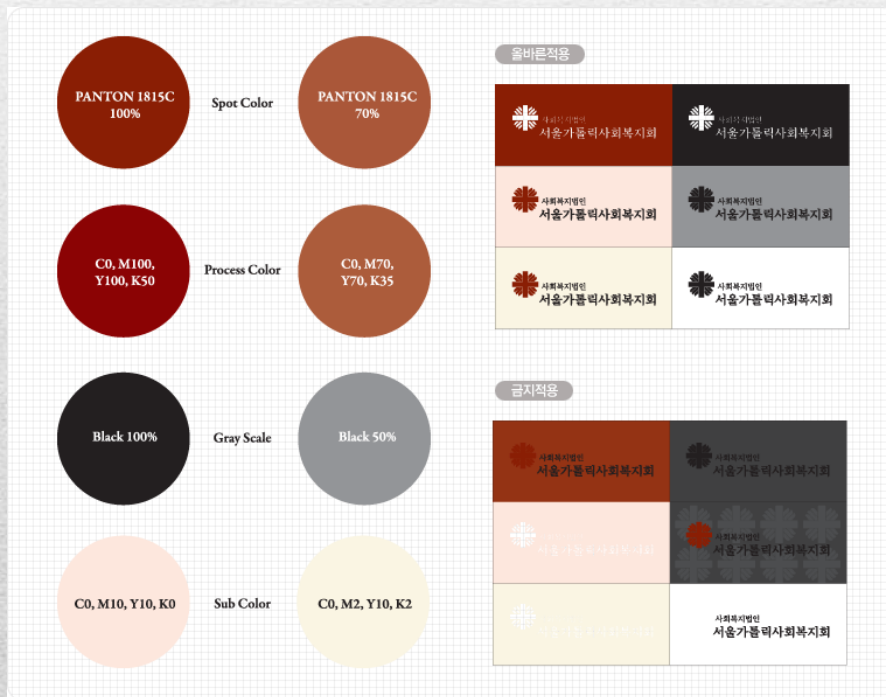 PANTON 1815C
100%
Spot Color
PANTON 1815C
70%
C0, M100,
Y100, K50
Process Color
C0, M70,
Y70, K35
Black 100%
Gray Scale
Black 50%
C0, M10, Y10, K0
Sub Color
C0, M2, Y10, K2
올바른적용
사회복지법인
서울가톨릭사회복지회
사회복지법인
서울가톨릭사회복지회
사회복지법인
서울가톨릭사회복지회
사회복지법인
서울가톨릭사회복지회
사회복지법인
서울가톨릭사회복지회
사회복지법인
서울가톨릭사회복지회
금지적용
사회복지법인
서울가톨릭사회복지회
사회복지법인
서울가톨릭사회복지회
서울가톨릭사회복지회
사회복지법인
서울가톨릭사회복지회
사회복지법인
서울가톨릭사회복지회